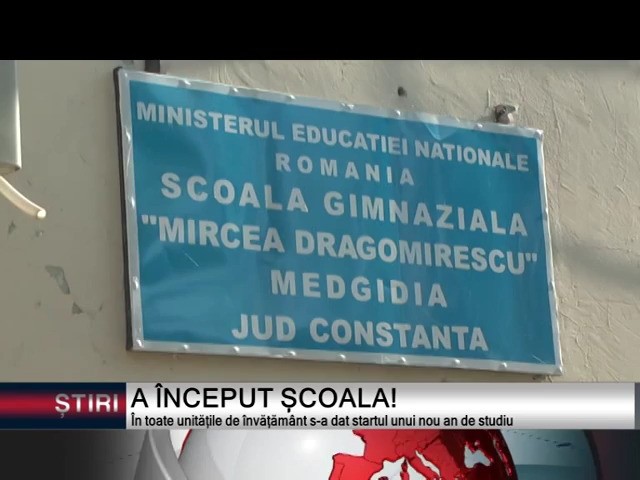 MINISTERUL EDUCATIEI NATIONALE
ROMANIA
SCOALA GIMNAZIALA
"MIRCEA DRAGOMIRESCU"
MEDGIDIA
JUD CONSTANTA
ȘTIRI
A ÎNCEPUT ȘCOALA!
În toate unitățile de învățământ s-a dat startul unui nou an de studiu